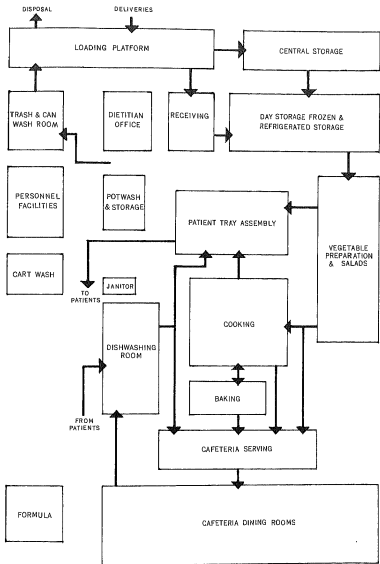 DISPOSAL
DELIVERIES
LOADING PLATFORM
CENTRAL STORAGE
TRASH & CAN
WASH ROOM
DIETITIAN
OFFICE
RECEIVING
DAY STORAGE FROZEN &
REFRIGERATED STORAGE
PERSONNEL
FACILITIES
POTWASH
& STORAGE
PATIENT TRAY ASSEMBLY
VEGETABLE
PREPARATION
& SALADS
CART WASH
TO
PATIENTS
JANITOR
COOKING
DISHWASHING
ROOM
BAKING
FROM
PATIENTS
CAFETERIA SERVING
FORMULA
CAFETERIA DINING ROOMS